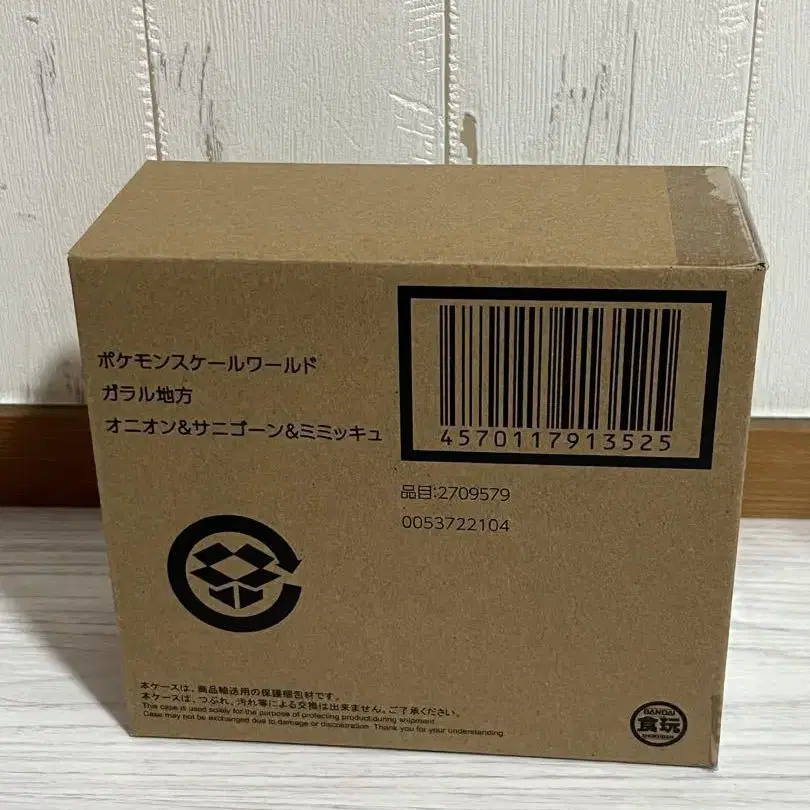 ポケモンスケールワールド
ガラル地方
オニオン&サニゴーン&ミミッキュ
4570117913525
品目:2709579
0053722104
本ケースは、商品輸送用の保護梱包材です。
本ケースは、つぶれ、汚れ等による交換は出来ません。ご了承ください。
This case is used solely for the purpose of protecting product during shipment.
Case may not be exchanged due to damage or discoloration. Thank you for your understanding.
BANDAI
食玩
SHOKUGAN